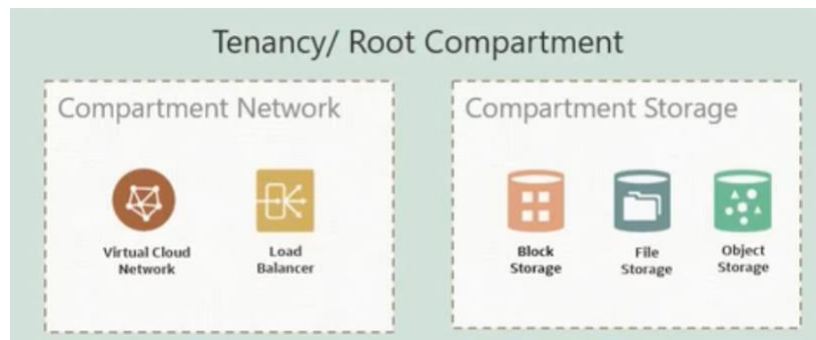 Tenancy/ Root Compartment
Compartment Network
Virtual Cloud
Network
Load
Balancer
Compartment Storage
Block
Storage
File
Storage
Object
Storage